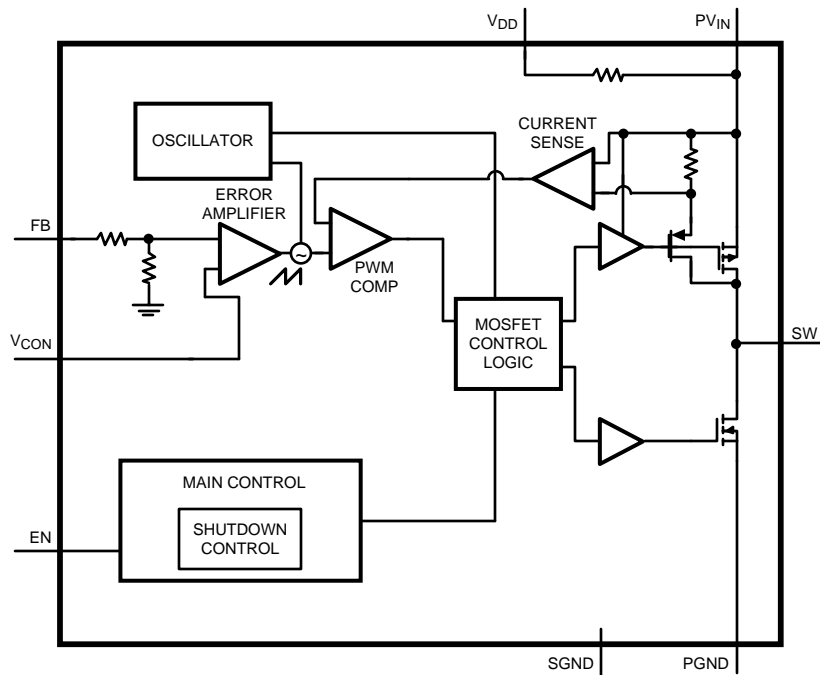 VDD
PVIN
OSCILLATOR
CURRENT
SENSE
ERROR
AMPLIFIER
FB
PWM
COMP
VCON
MOSFET
CONTROL
LOGIC
SW
MAIN CONTROL
SHUTDOWN
CONTROL
EN
SGND
PGND